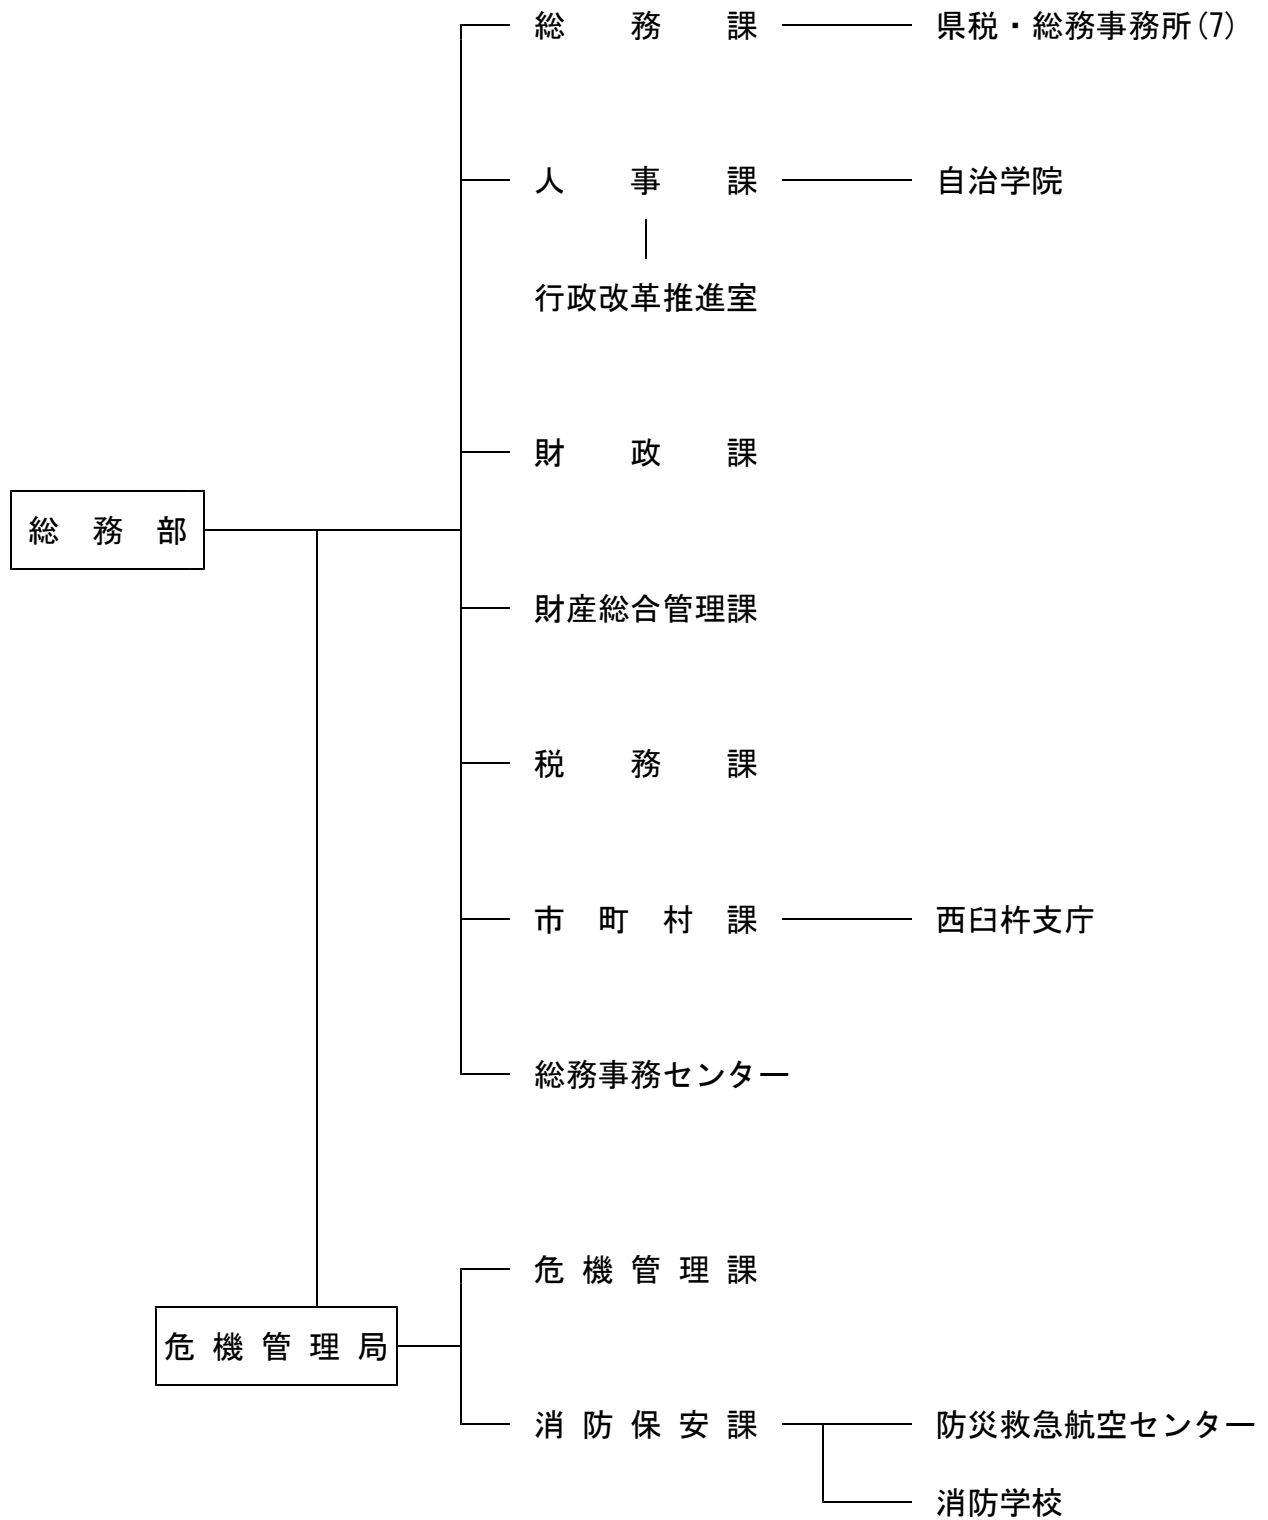 総務課 県税・総務事務所(7)
人事課 自治学院
行政改革推進室
財政課
総務部
財産総合管理課
税務課
市町村課 西臼杵支庁
総務事務センター
危機管理課
危機管理局
消防保安課 防災救急航空センター
消防学校